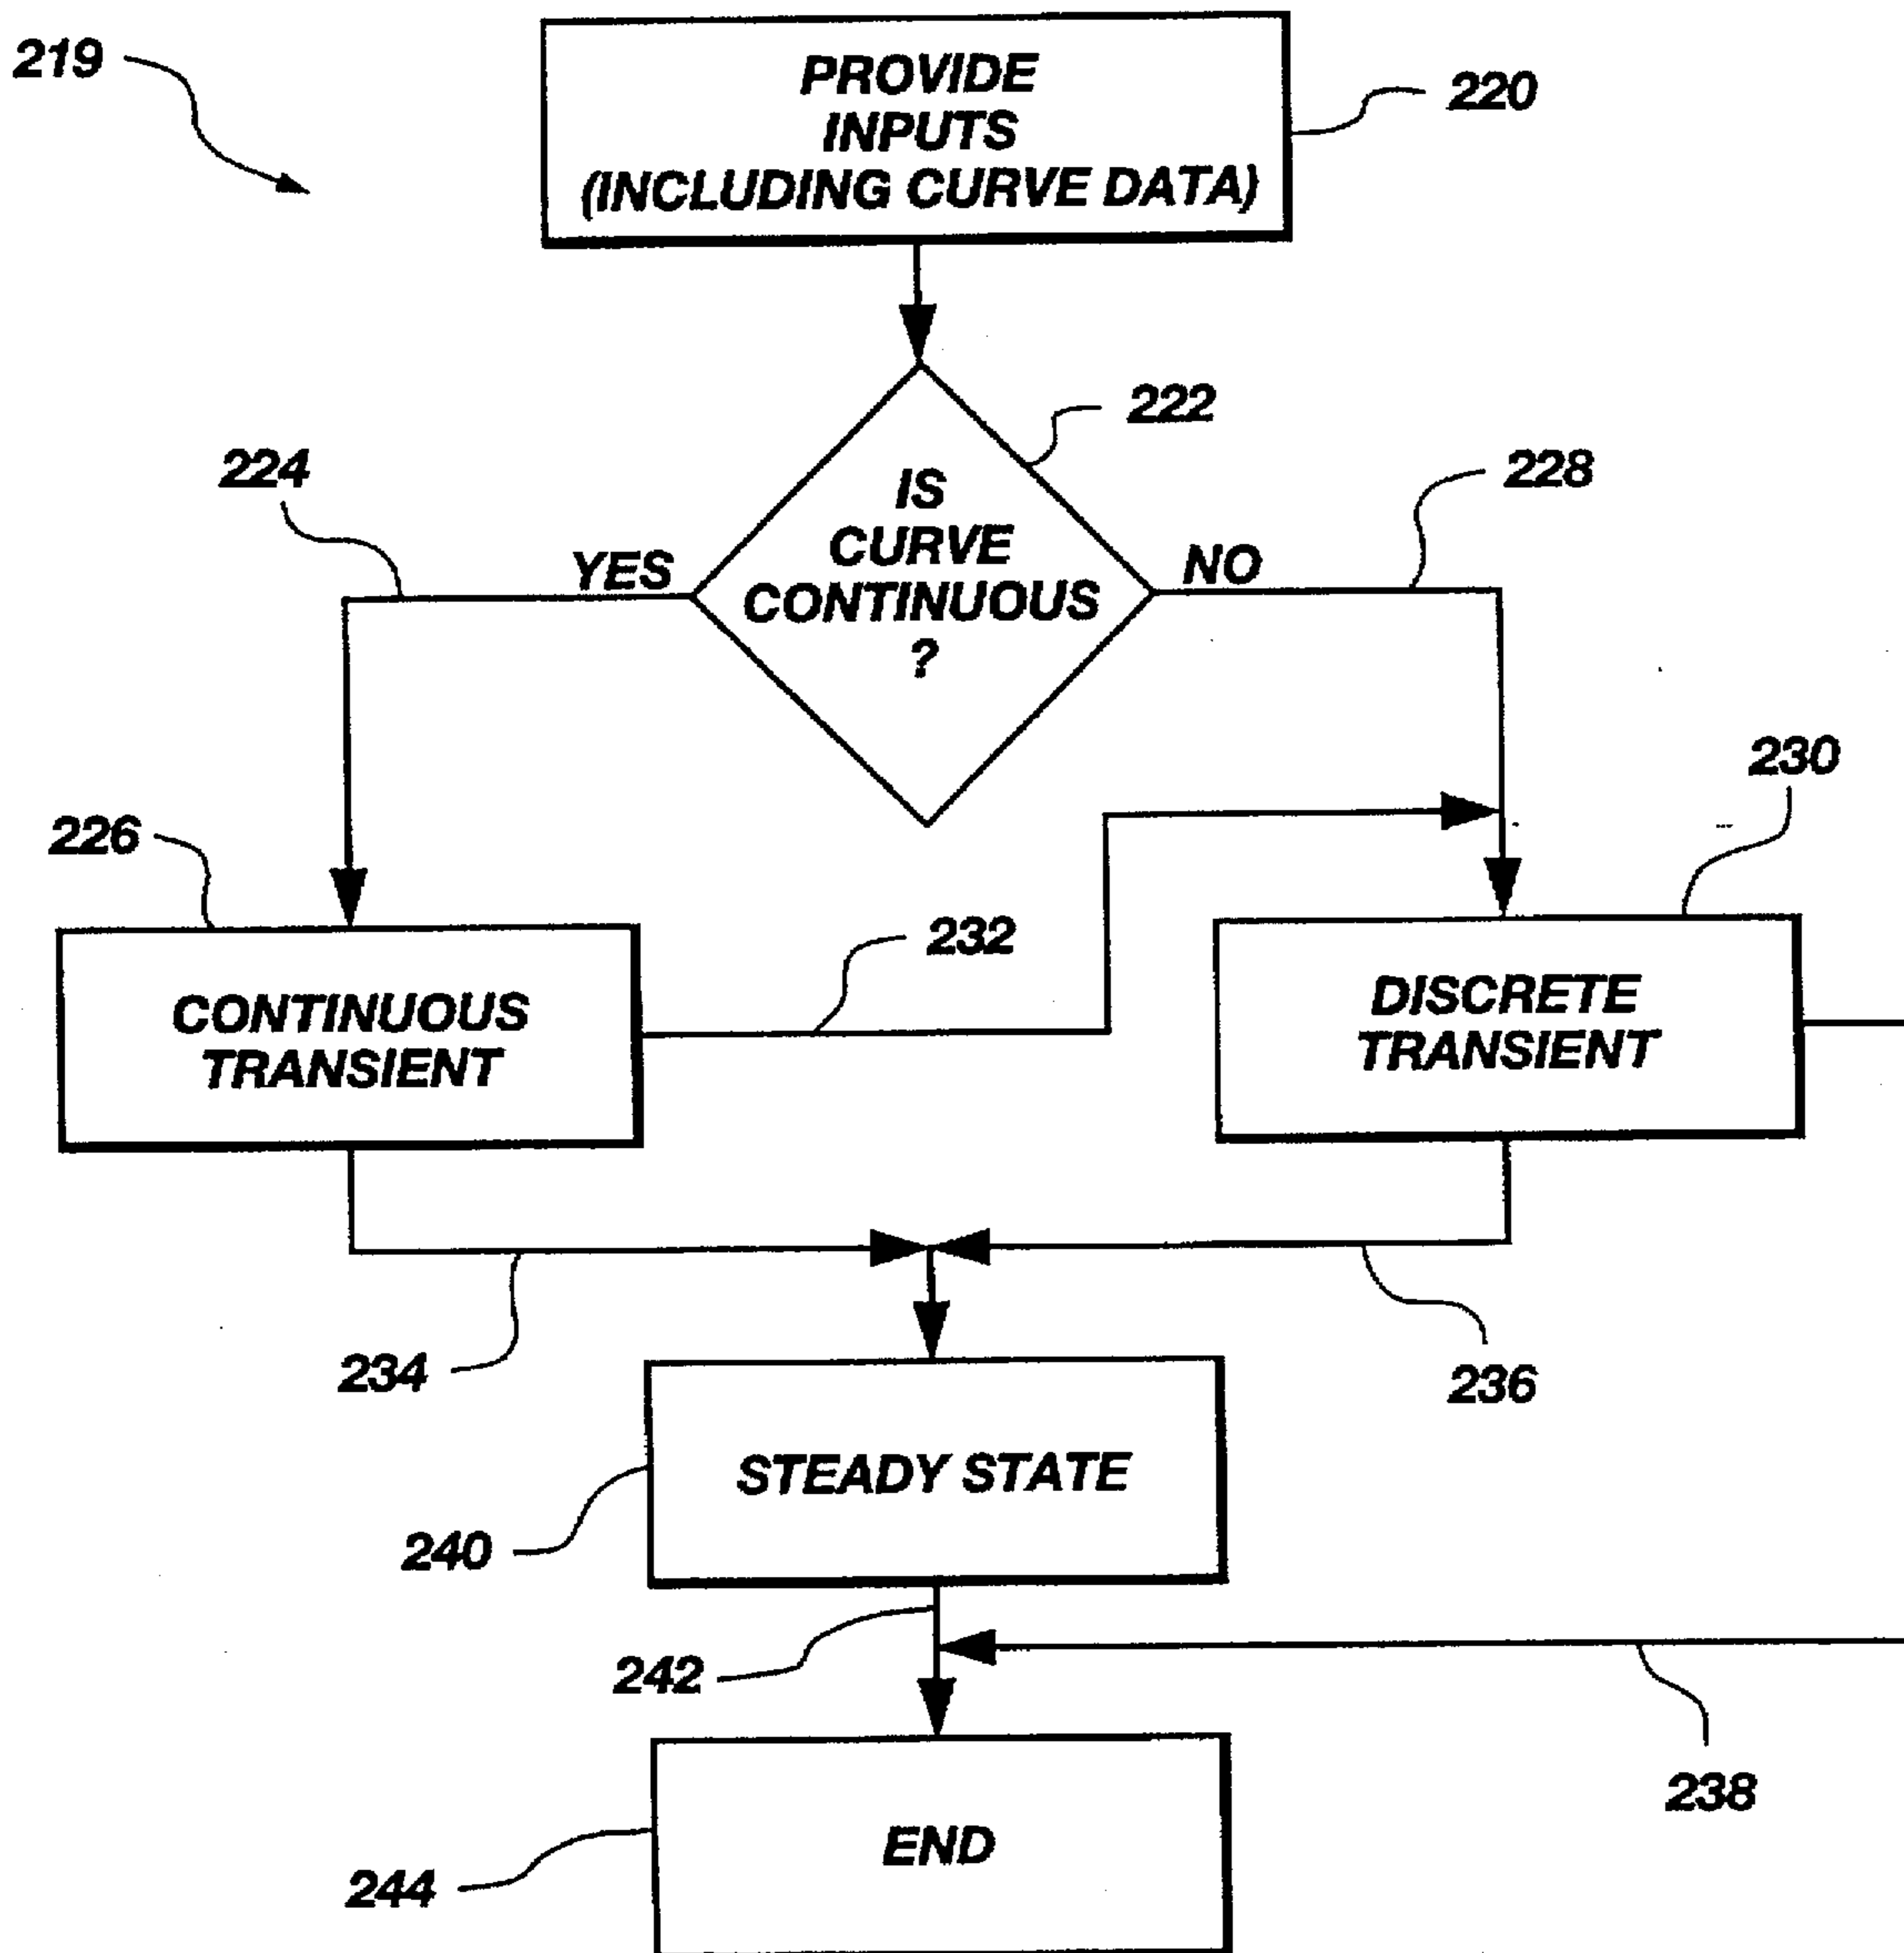 219
PROVIDE
INPUTS
(INCLUDING CURVE DATA)
220
222
224
228
IS
CURVE
CONTINUOUS
?
YES
NO
230
226
232
CONTINUOUS
TRANSIENT
DISCRETE
TRANSIENT
234
236
STEADY STATE
240
242
238
END
244